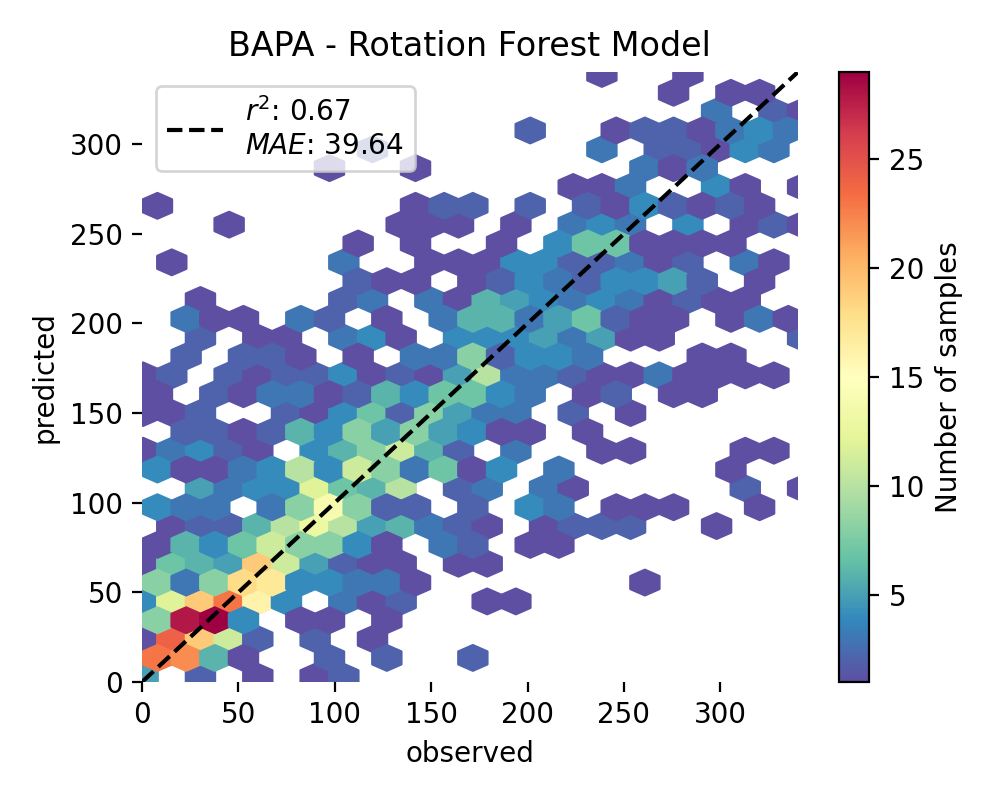 BAPA - Rotation Forest Model
r²: 0.67
MAE: 39.64
predicted
300
250
200
150
100
50
0
0 50 100 150 200 250 300
observed
25
20
15
10
5
Number of samples